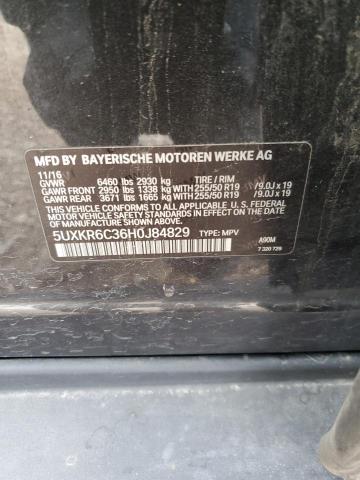 MFD BY BAYERISCHE MOTOREN WERKE AG
11/16
GVWR 6460 lbs 2930 kg TIRE / RIM
GAWR FRONT 2950 lbs 1338 kg WITH 255/50 R19 /9.0J x 19
GAWR REAR 3671 lbs 1665 kg WITH 255/50 R19 /9.0J x 19
THIS VEHICLE CONFORMS TO ALL APPLICABLE U.S. FEDERAL
MOTOR VEHICLE SAFETY STANDARDS IN EFFECT ON THE
DATE OF MANUFACTURE SHOWN ABOVE.
5UXKR6C36H0J84829 TYPE: MPV
A90M
7 320 726